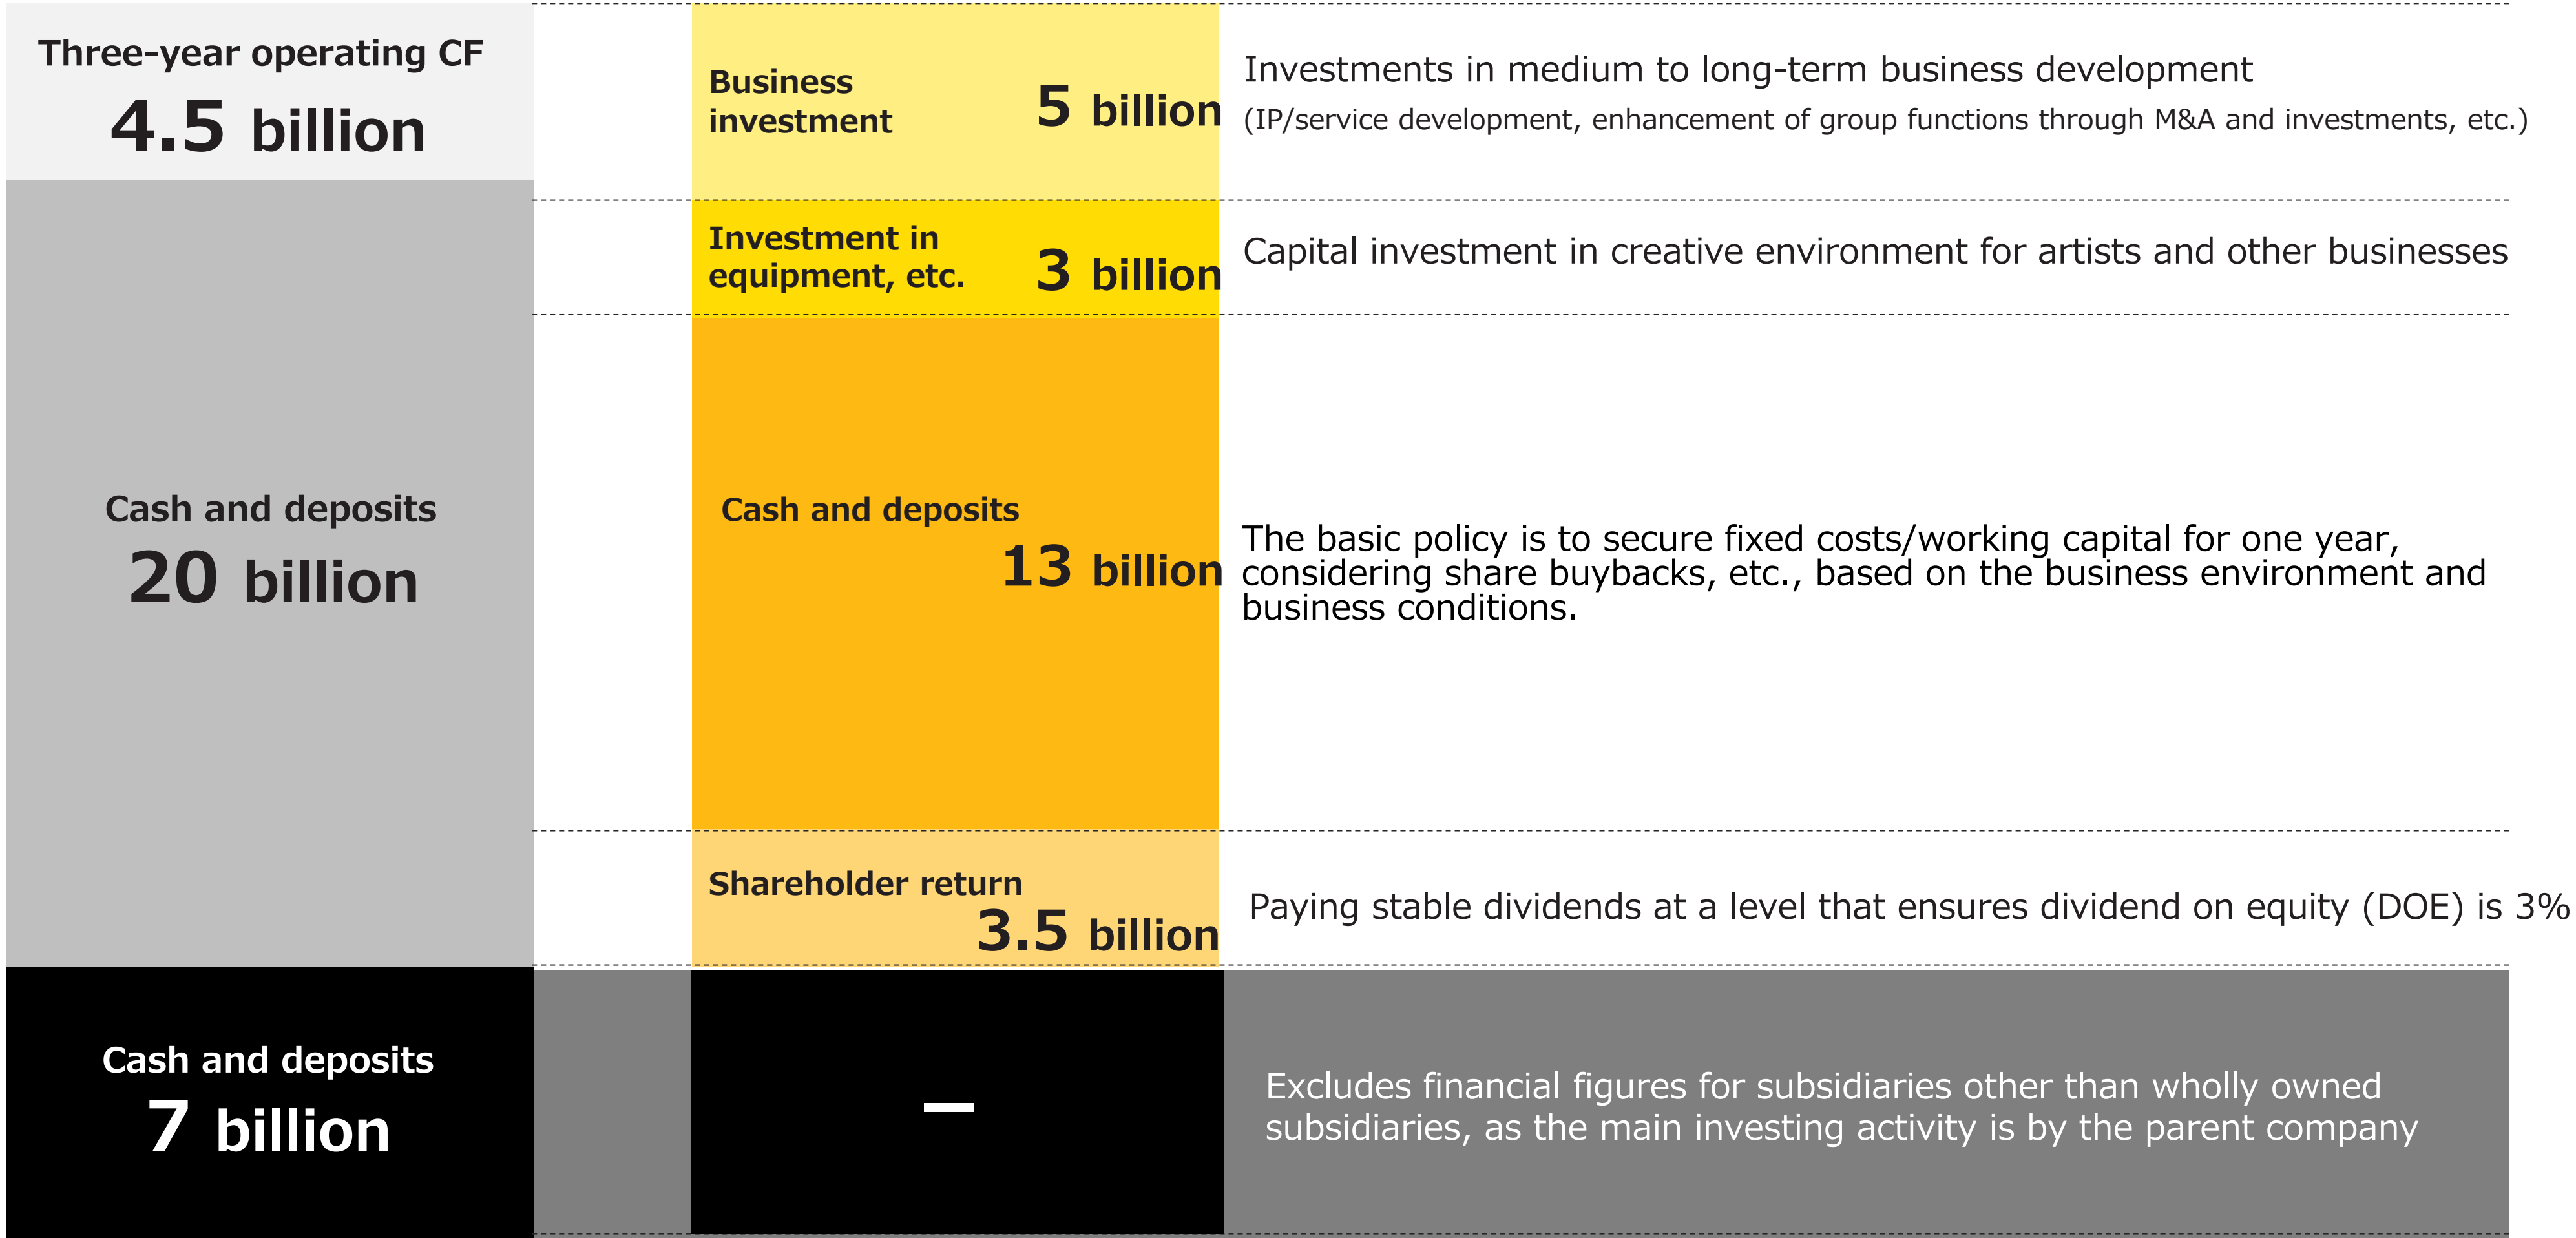 Three-year operating CF
4.5 billion
Cash and deposits
20 billion
Cash and deposits
7 billion
Business
investment
5 billion
Investments in medium to long-term business development
(IP/service development, enhancement of group functions through M&A and investments, etc.)
Investment in
equipment, etc.
3 billion
Capital investment in creative environment for artists and other businesses
Cash and deposits
13 billion
The basic policy is to secure fixed costs/working capital for one year,
considering share buybacks, etc., based on the business environment and
business conditions.
Shareholder return
3.5 billion
Paying stable dividends at a level that ensures dividend on equity (DOE) is 3%
—
Excludes financial figures for subsidiaries other than wholly owned
subsidiaries, as the main investing activity is by the parent company